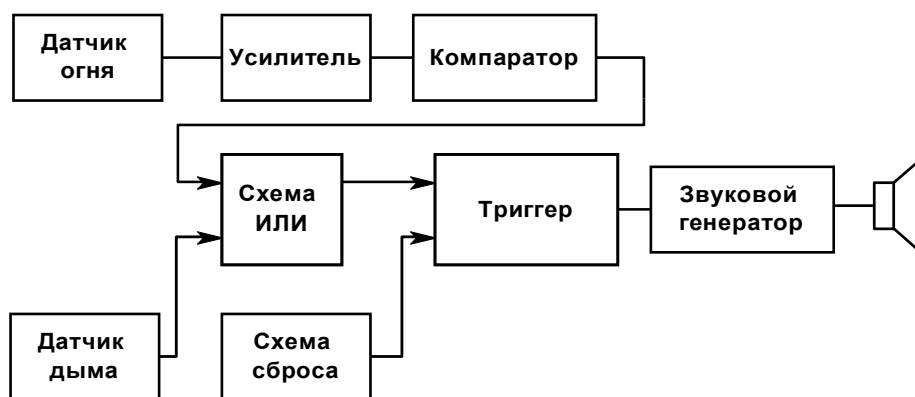 Датчик
огня
Усилитель
Компаратор
Схема
ИЛИ
Триггер
Звуковой
генератор
Датчик
дыма
Схема
сброса